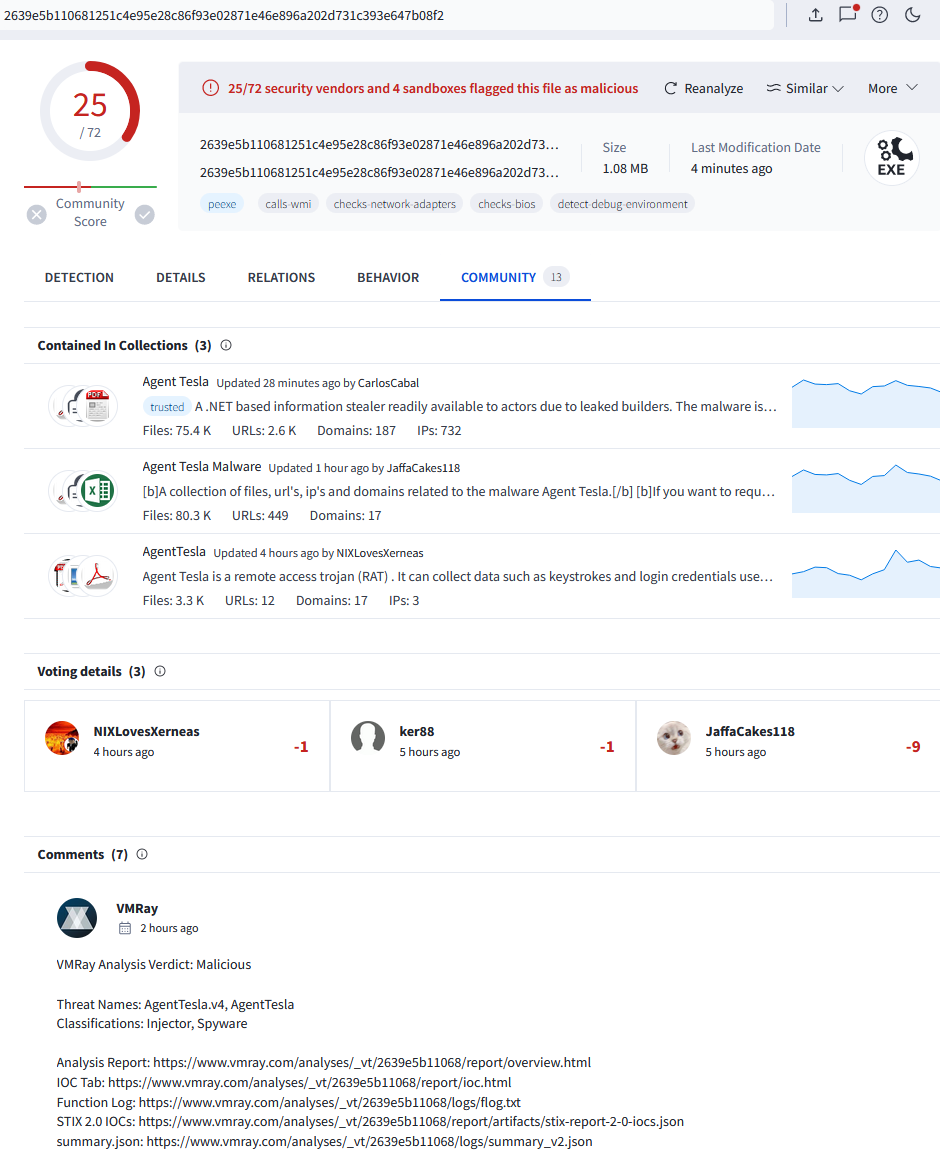 2639e5b110681251c4e95e28c86f93e02871e46e896a202d731c393e647b08f2
25
/ 72
Community
Score
25/72 security vendors and 4 sandboxes flagged this file as malicious
Reanalyze
Similar
More
2639e5b110681251c4e95e28c86f93e02871e46e896a202d73...
2639e5b110681251c4e95e28c86f93e02871e46e896a202d73...
Size
1.08 MB
Last Modification Date
4 minutes ago
EXE
peexe
calls-wmi
checks-network-adapters
checks-bios
detect-debug-environment
DETECTION
DETAILS
RELATIONS
BEHAVIOR
COMMUNITY 13
Contained In Collections (3)
PDF
Agent Tesla Updated 28 minutes ago by CarlosCabal
trusted A .NET based information stealer readily available to actors due to leaked builders. The malware is...
Files: 75.4 K URLs: 2.6 K Domains: 187 IPs: 732
Agent Tesla Malware Updated 1 hour ago by JaffaCakes118
[b]A collection of files, url's, ip's and domains related to the malware Agent Tesla.[/b] [b]If you want to requ...
Files: 80.3 K URLs: 449 Domains: 17
AgentTesla Updated 4 hours ago by NIXLovesXerneas
Agent Tesla is a remote access trojan (RAT) . It can collect data such as keystrokes and login credentials use...
Files: 3.3 K URLs: 12 Domains: 17 IPs: 3
Voting details (3)
NIXLovesXerneas
4 hours ago
-1
ker88
5 hours ago
-1
JaffaCakes118
5 hours ago
-9
Comments (7)
VMRay
2 hours ago
VMRay Analysis Verdict: Malicious
Threat Names: AgentTesla.v4, AgentTesla
Classifications: Injector, Spyware
Analysis Report: https://www.vmray.com/analyses/_vt/2639e5b11068/report/overview.html
IOC Tab: https://www.vmray.com/analyses/_vt/2639e5b11068/report/ioc.html
Function Log: https://www.vmray.com/analyses/_vt/2639e5b11068/logs/flog.txt
STIX 2.0 IOCs: https://www.vmray.com/analyses/_vt/2639e5b11068/report/artifacts/stix-report-2-0-iocs.json
summary.json: https://www.vmray.com/analyses/_vt/2639e5b11068/logs/summary_v2.json